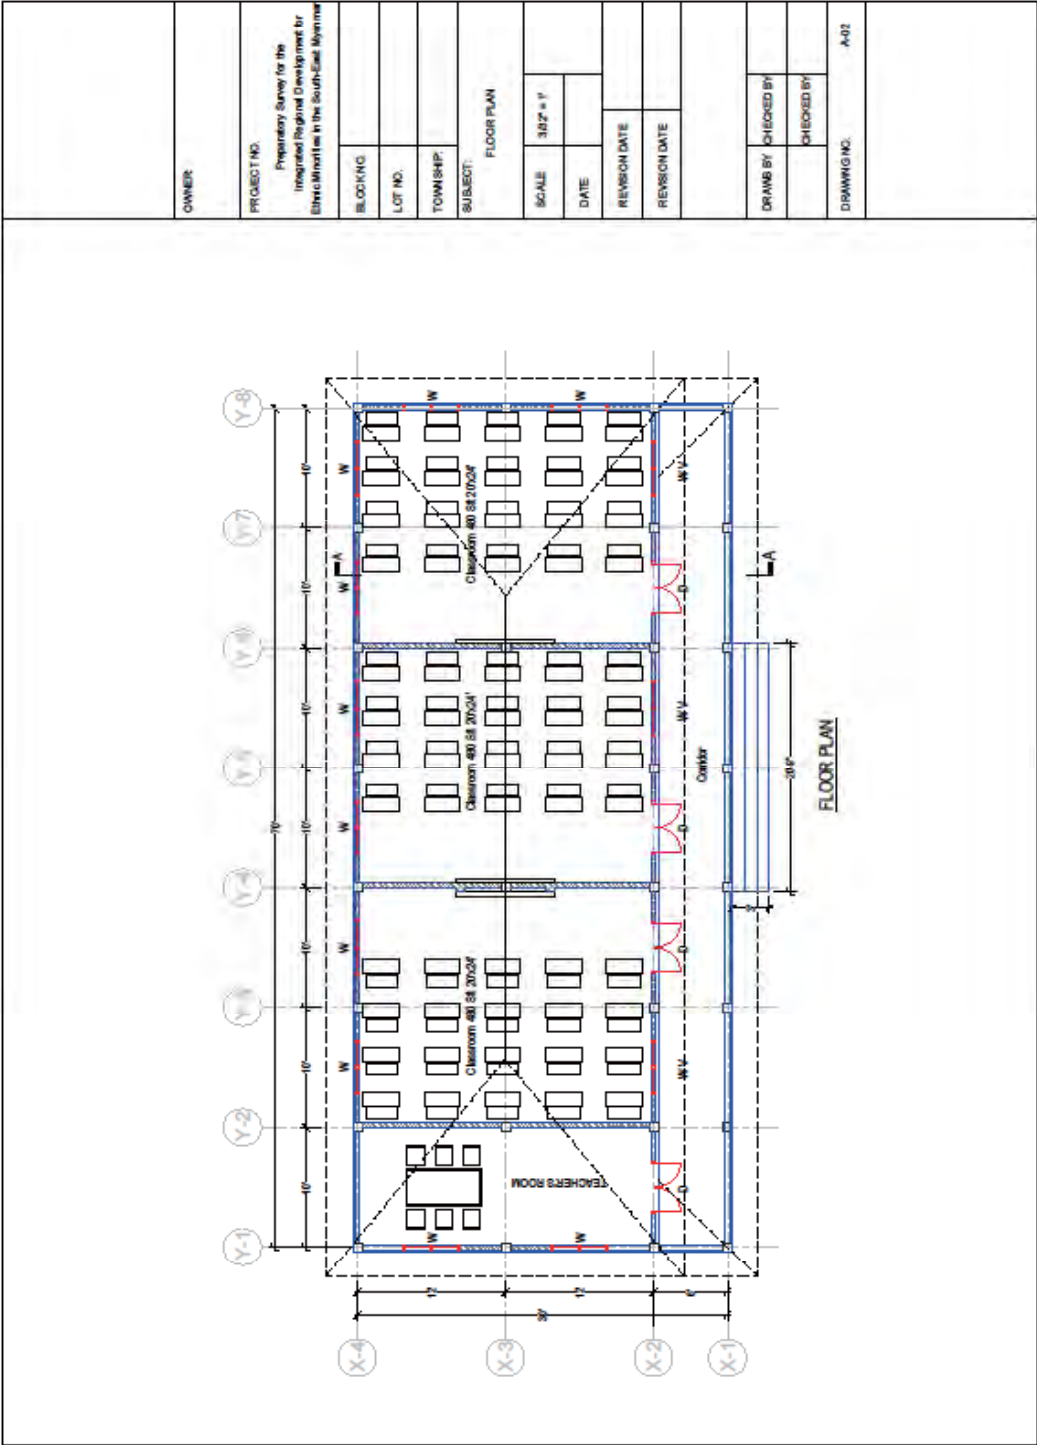 OWNER:
PROJECT NO.
Preparatory Survey for the
Integrated Regional Development for
Ethnic Minorities in the South-East Myanmar
BLOCK NO.
LOT NO.
TOWNSHIP:
SUBJECT:
FLOOR PLAN
SCALE
3/32" = 1'
DATE
REVISION DATE
REVISION DATE
DRAWB BY
CHECKED BY
CHECKED BY
DRAWING NO.
A-02
Y-8
Y-7
Y-6
Y-5
Y-4
Y-3
Y-2
Y-1
70'
10'
10'
10'
10'
10'
10'
10'
W
W
W
W
W
W
W
W
W
W
A
A
Classroom 480 Sft 20'x24'
Classroom 480 Sft 20'x24'
Classroom 480 Sft 20'x24'
TEACHER'S ROOM
W V
W V
W V
D
D
D
D
Corridor
3'
FLOOR PLAN
12'
12'
6'
30'
X-4
X-3
X-2
X-1